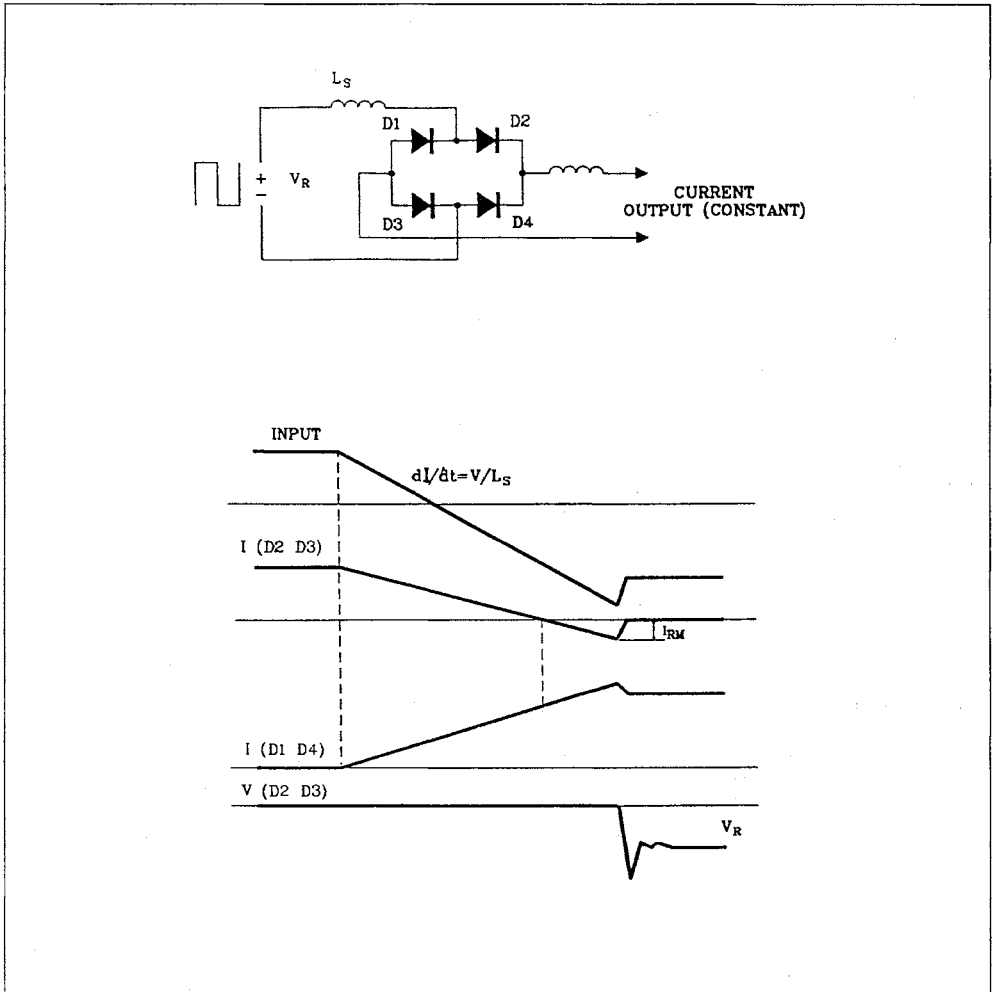 L_S
D1
D2
+
−
V_R
D3
D4
CURRENT
OUTPUT (CONSTANT)
INPUT
dI/dt=V/L_S
I (D2 D3)
I_RM
I (D1 D4)
V (D2 D3)
V_R